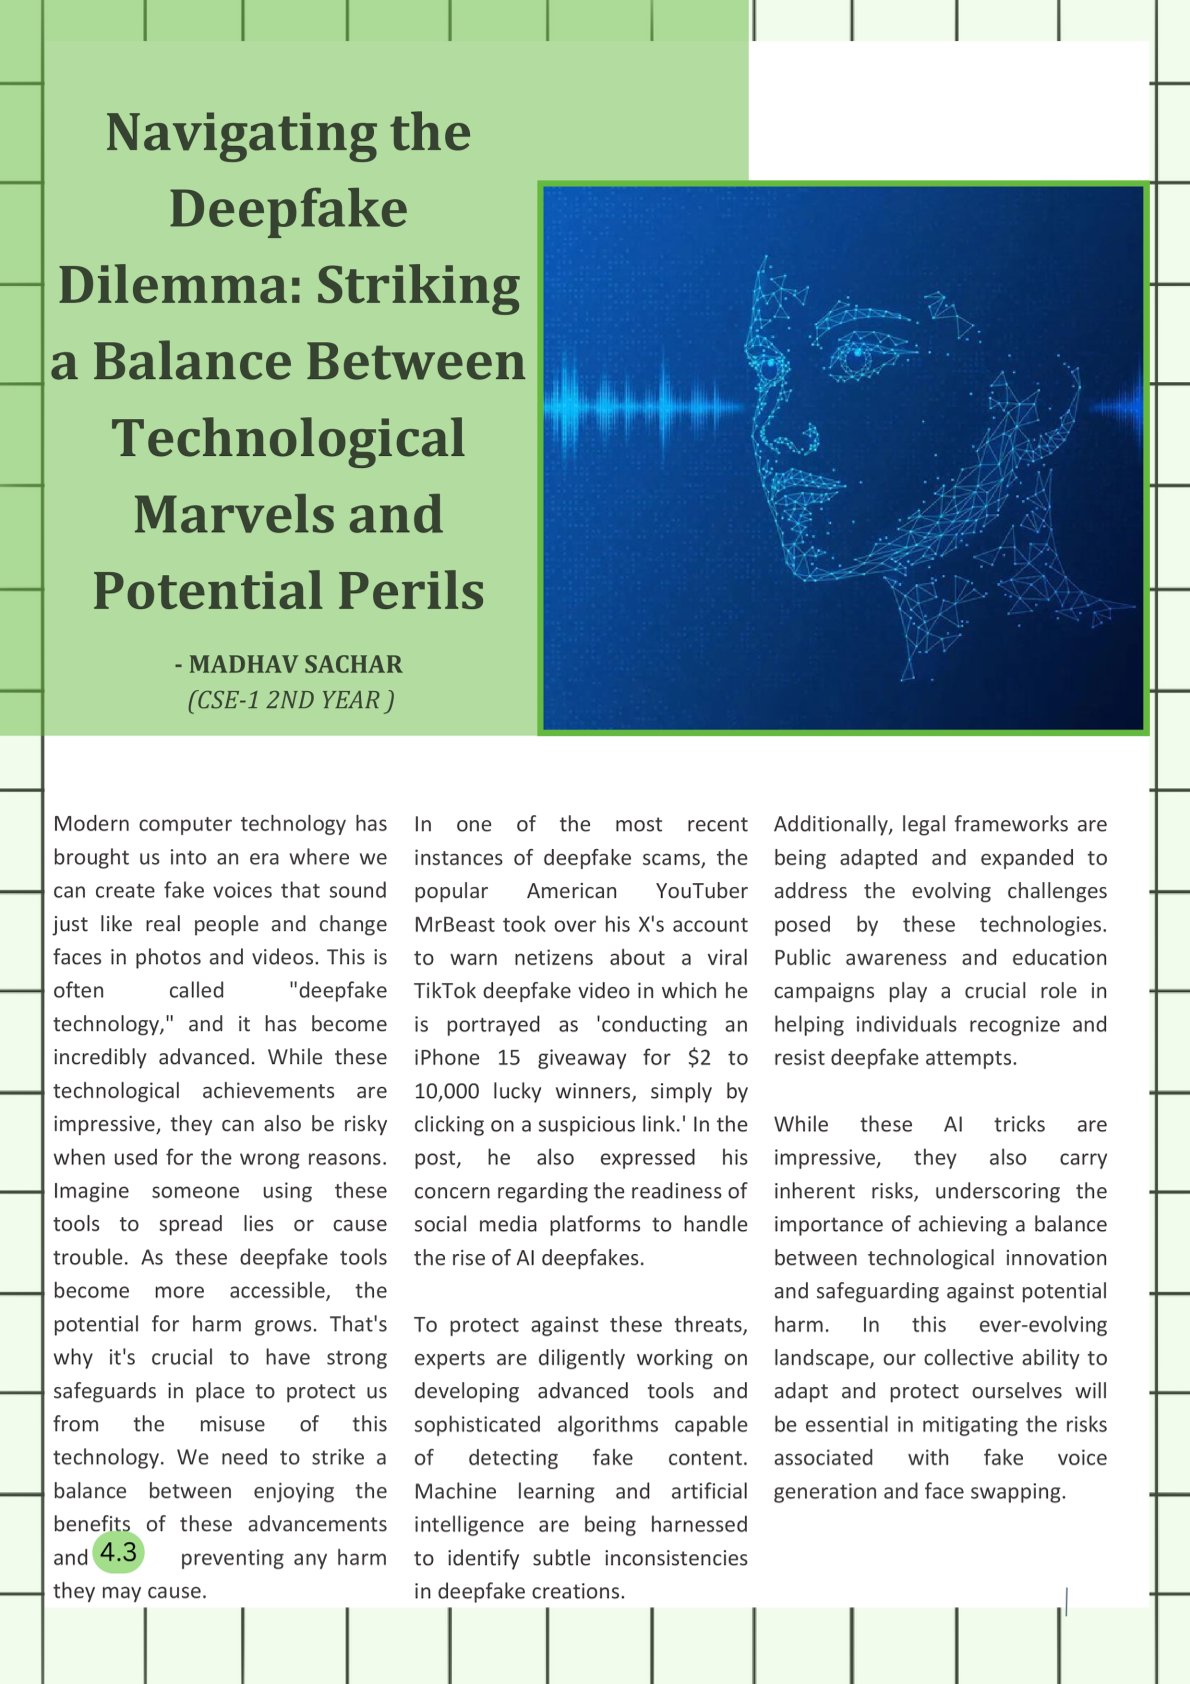 Navigating the
Deepfake
Dilemma: Striking
a Balance Between
Technological
Marvels and
Potential Perils
- MADHAV SACHAR
(CSE-1 2ND YEAR )
Modern computer technology has
brought us into an era where we
can create fake voices that sound
just like real people and change
faces in photos and videos. This is
often called "deepfake
technology," and it has become
incredibly advanced. While these
technological achievements are
impressive, they can also be risky
when used for the wrong reasons.
Imagine someone using these
tools to spread lies or cause
trouble. As these deepfake tools
become more accessible, the
potential for harm grows. That's
why it's crucial to have strong
safeguards in place to protect us
from the misuse of this
technology. We need to strike a
balance between enjoying the
benefits of these advancements
and preventing any harm
they may cause.
4.3
In one of the most recent
instances of deepfake scams, the
popular American YouTuber
MrBeast took over his X's account
to warn netizens about a viral
TikTok deepfake video in which he
is portrayed as 'conducting an
iPhone 15 giveaway for $2 to
10,000 lucky winners, simply by
clicking on a suspicious link.' In the
post, he also expressed his
concern regarding the readiness of
social media platforms to handle
the rise of AI deepfakes.
To protect against these threats,
experts are diligently working on
developing advanced tools and
sophisticated algorithms capable
of detecting fake content.
Machine learning and artificial
intelligence are being harnessed
to identify subtle inconsistencies
in deepfake creations.
Additionally, legal frameworks are
being adapted and expanded to
address the evolving challenges
posed by these technologies.
Public awareness and education
campaigns play a crucial role in
helping individuals recognize and
resist deepfake attempts.
While these AI tricks are
impressive, they also carry
inherent risks, underscoring the
importance of achieving a balance
between technological innovation
and safeguarding against potential
harm. In this ever-evolving
landscape, our collective ability to
adapt and protect ourselves will
be essential in mitigating the risks
associated with fake voice
generation and face swapping.